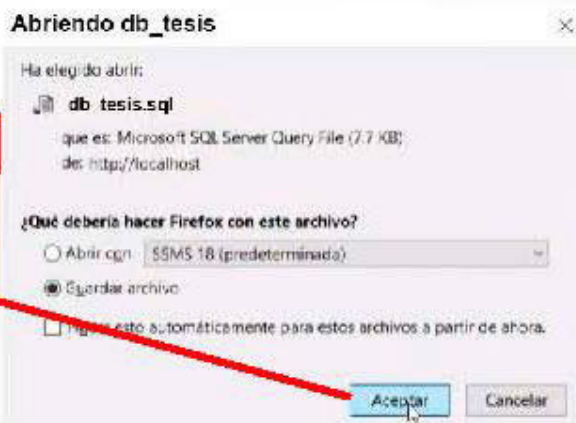 Abriendo db_tesis
Ha elegido abrir:
db_tesis.sql
que es: Microsoft SQL Server Query File (7.7 KB)
de: http://localhost
¿Qué debería hacer Firefox con este archivo?
Abrir con SSMS 18 (predeterminada)
Guardar archivo
esto automáticamente para estos archivos a partir de ahora.
Aceptar Cancelar